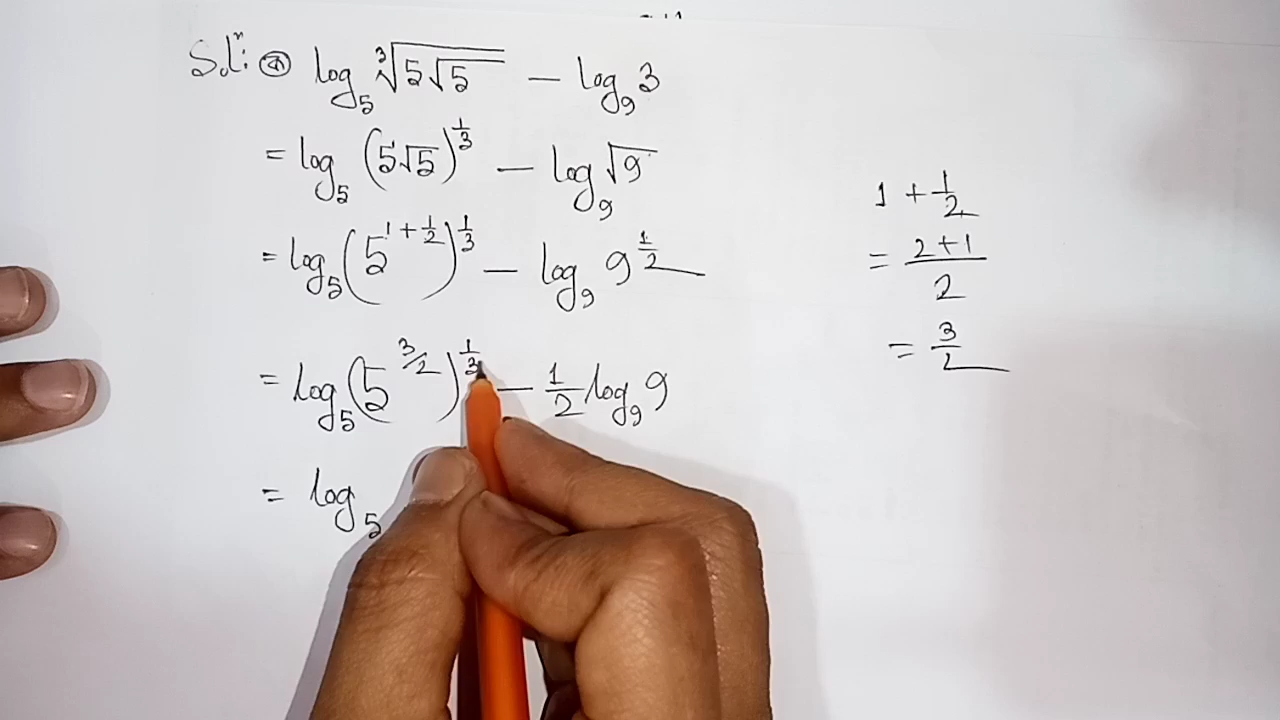 Solⁿ: ক log₅ ∛(5√5) − log₉ 3
= log₅ (5√5)^(1/3) − log₉ √9
= log₅ (5^(1 + 1/2))^(1/3) − log₉ 9^(1/2)
= log₅ (5^(3/2))^(1/3) − 1/2 log₉ 9
= log₅
1 + 1/2
= (2+1)/2
= 3/2